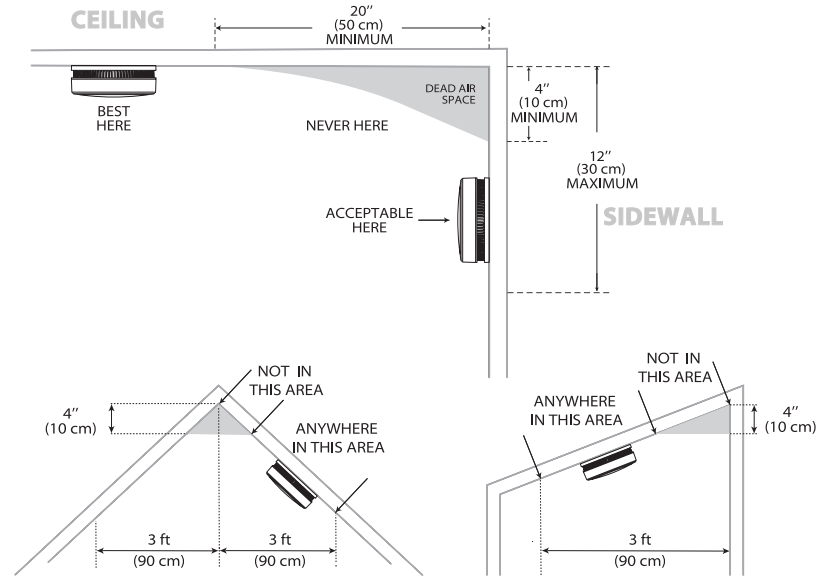 CEILING
20"
(50 cm)
MINIMUM
BEST
HERE
NEVER HERE
DEAD AIR
SPACE
4"
(10 cm)
MINIMUM
12"
(30 cm)
MAXIMUM
ACCEPTABLE
HERE
SIDEWALL
NOT IN
THIS AREA
4"
(10 cm)
ANYWHERE
IN THIS AREA
3 ft
(90 cm)
3 ft
(90 cm)
NOT IN
THIS AREA
ANYWHERE
IN THIS AREA
4"
(10 cm)
3 ft
(90 cm)